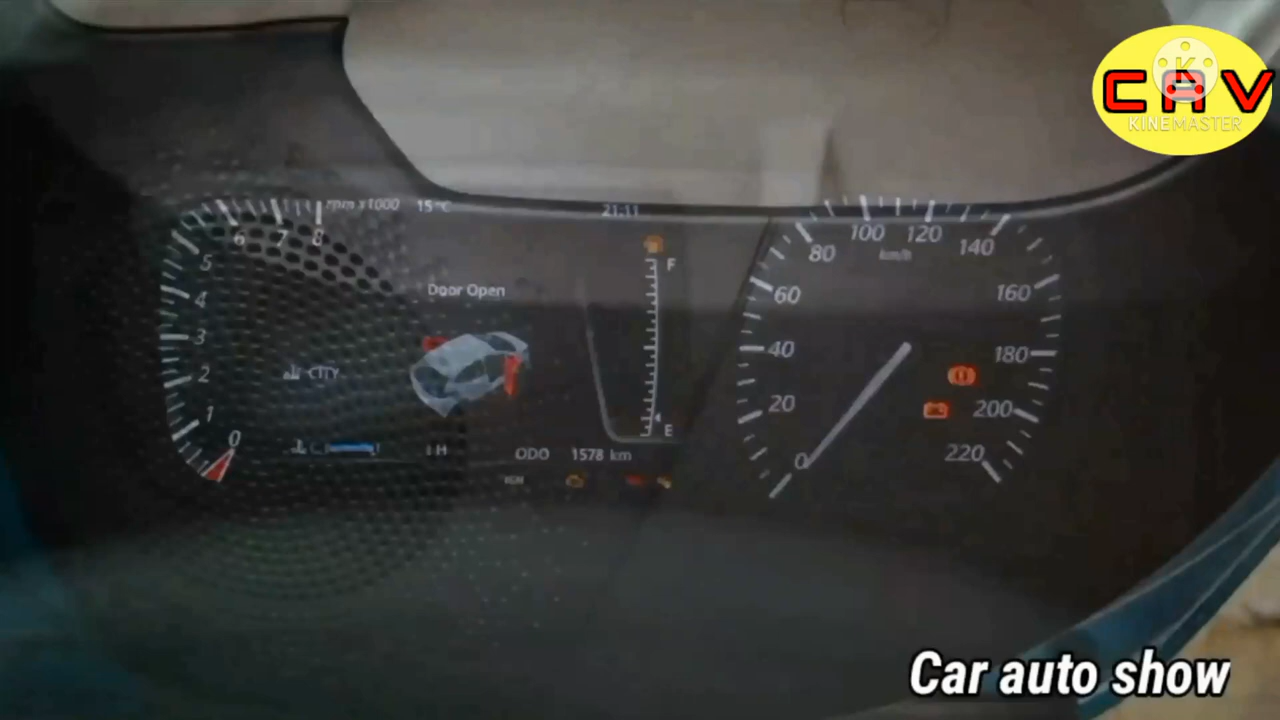 CAV
K
KINEMASTER
rpm x1000
15°C
21:11
6 7 8
5
4
3
2
1
0
Door Open
CITY
F
E
ODO 1578 km
IGN
0
20
40
60
80
100
120
140
160
180
200
220
km/h
Car auto show